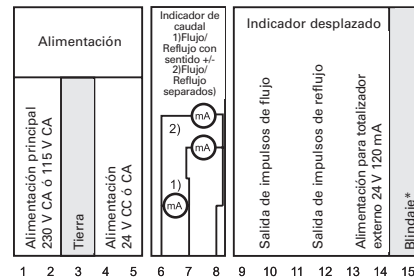 Alimentación
Alimentación principal
230 V CA ó 115 V CA
Tierra
Alimentación
24 V CC ó CA
Indicador de
caudal
1)Flujo/
Reflujo con
sentido +/-
2)Flujo/
Reflujo
separados)
mA
2)
mA
1)
mA
Indicador desplazado
Salida de impulsos de flujo
Salida de impulsos de reflujo
Alimentación para totalizador
externo 24 V 120 mA
Blindaje*
1 2 3 4 5 6 7 8 9 10 11 12 13 14 15